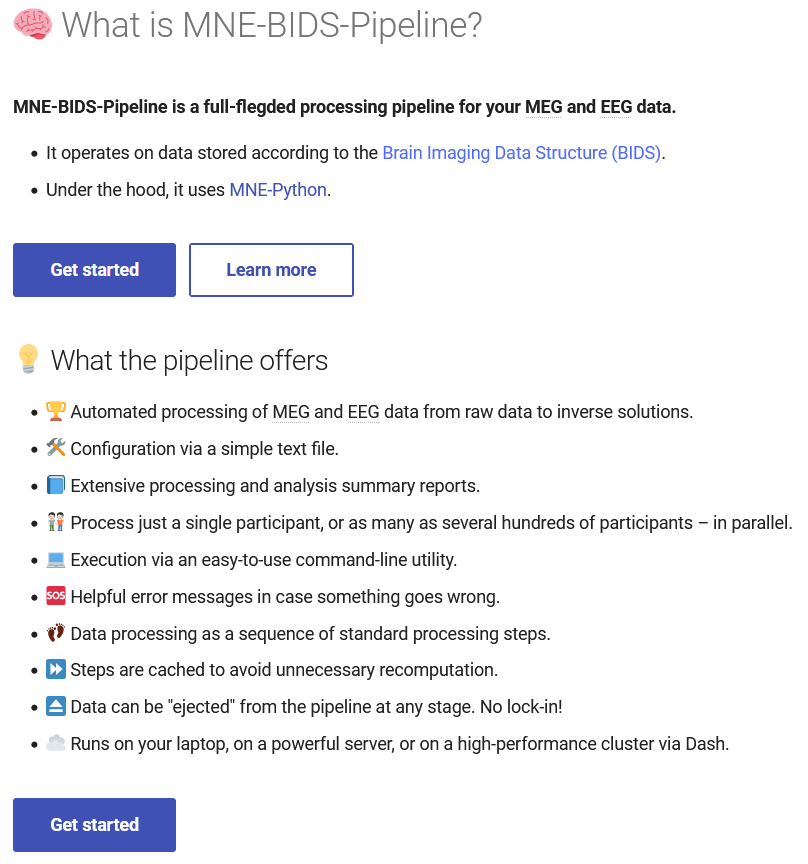 What is MNE-BIDS-Pipeline?
MNE-BIDS-Pipeline is a full-flegded processing pipeline for your MEG and EEG data.
It operates on data stored according to the Brain Imaging Data Structure (BIDS).
Under the hood, it uses MNE-Python.
Get started
Learn more
What the pipeline offers
Automated processing of MEG and EEG data from raw data to inverse solutions.
Configuration via a simple text file.
Extensive processing and analysis summary reports.
Process just a single participant, or as many as several hundreds of participants – in parallel.
Execution via an easy-to-use command-line utility.
SOS Helpful error messages in case something goes wrong.
Data processing as a sequence of standard processing steps.
Steps are cached to avoid unnecessary recomputation.
Data can be "ejected" from the pipeline at any stage. No lock-in!
Runs on your laptop, on a powerful server, or on a high-performance cluster via Dash.
Get started